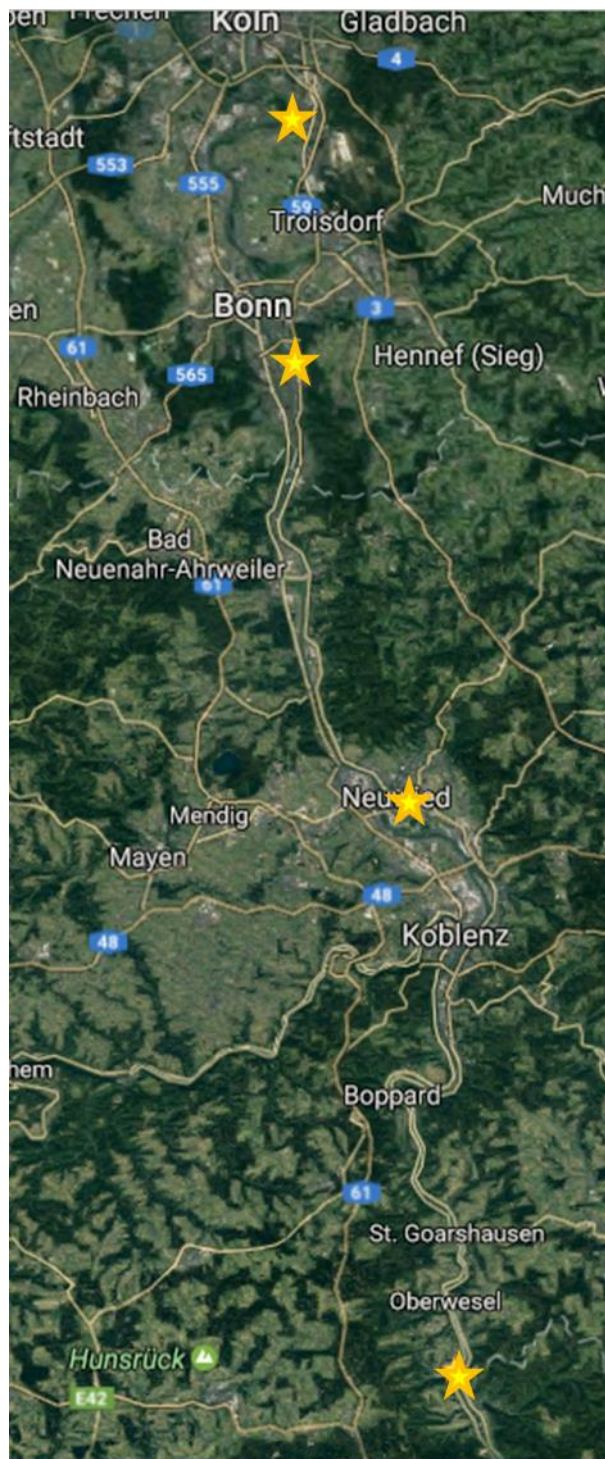 Köln
Gladbach
4
ftstadt
553
555
59
Much
Troisdorf
en
Bonn
3
61
565
Hennef (Sieg)
Rheinbach
Bad
Neuenahr-Ahrweiler
61
Neuwied
Mendig
Mayen
48
48
Koblenz
hem
Boppard
61
St. Goarshausen
Oberwesel
Hunsrück
E42